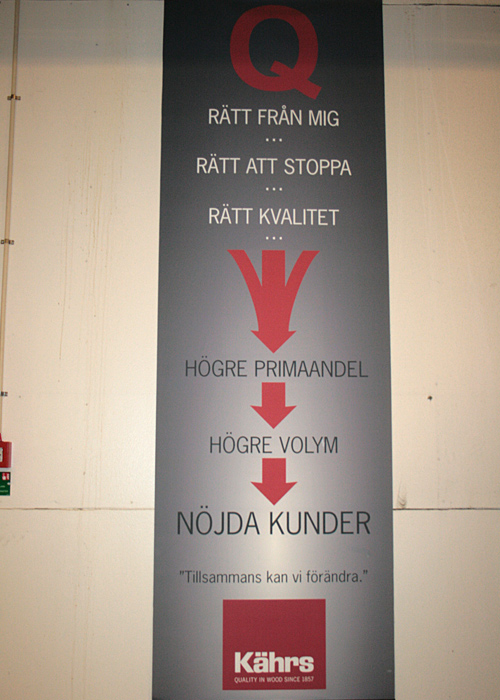 Q
RÄTT FRÅN MIG
...
RÄTT ATT STOPPA
...
RÄTT KVALITET
...
HÖGRE PRIMAANDEL
HÖGRE VOLYM
NÖJDA KUNDER
"Tillsammans kan vi förändra."
Kährs
QUALITY IN WOOD SINCE 1857